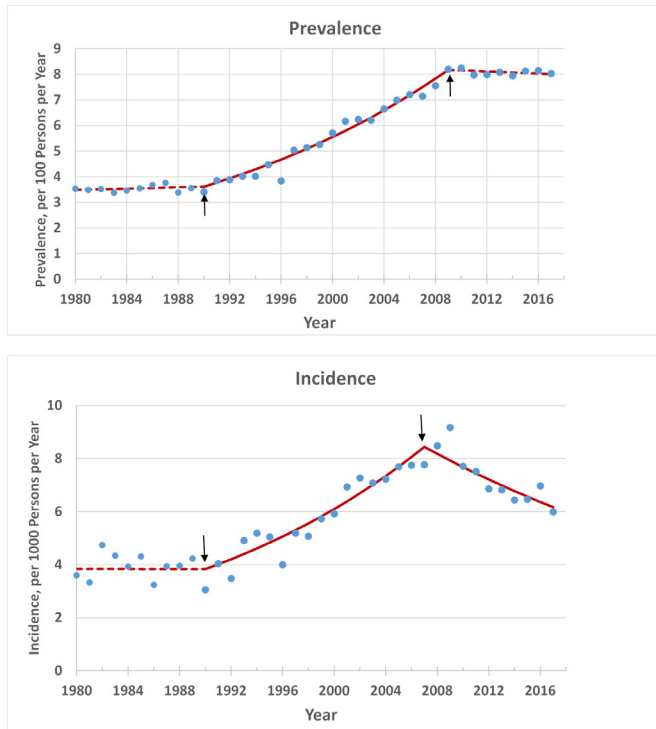 Prevalence
Prevalence, per 100 Persons per Year
9
8
7
6
5
4
3
2
1
0
1980 1984 1988 1992 1996 2000 2004 2008 2012 2016
Year
Incidence
Incidence, per 1000 Persons per Year
10
8
6
4
2
0
1980 1984 1988 1992 1996 2000 2004 2008 2012 2016
Year